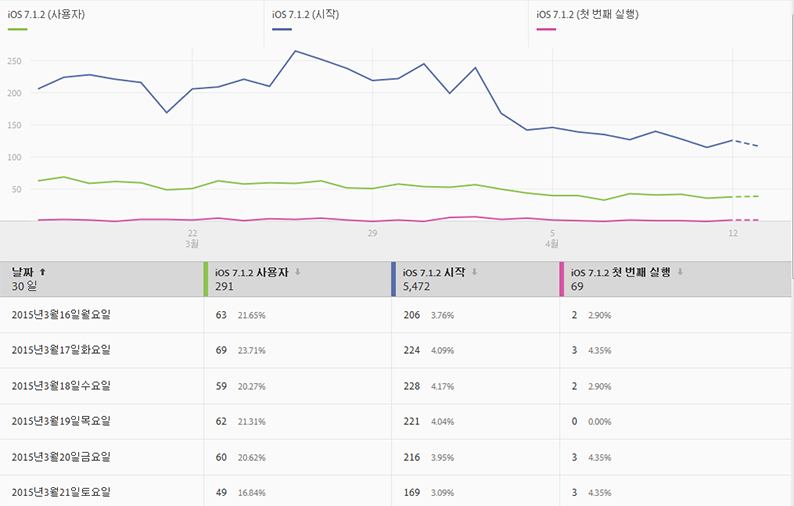 iOS 7.1.2 (사용자) iOS 7.1.2 (시작) iOS 7.1.2 (첫 번째 실행)
250
200
150
100
50
22 29 5 12
3월 4월
날짜 iOS 7.1.2 사용자 iOS 7.1.2 시작 iOS 7.1.2 첫 번째 실행
30 일 291 5,472 69
2015년3월16일월요일 63 21.65% 206 3.76% 2 2.90%
2015년3월17일화요일 69 23.71% 224 4.09% 3 4.35%
2015년3월18일수요일 59 20.27% 228 4.17% 2 2.90%
2015년3월19일목요일 62 21.31% 221 4.04% 0 0.00%
2015년3월20일금요일 60 20.62% 216 3.95% 3 4.35%
2015년3월21일토요일 49 16.84% 169 3.09% 3 4.35%